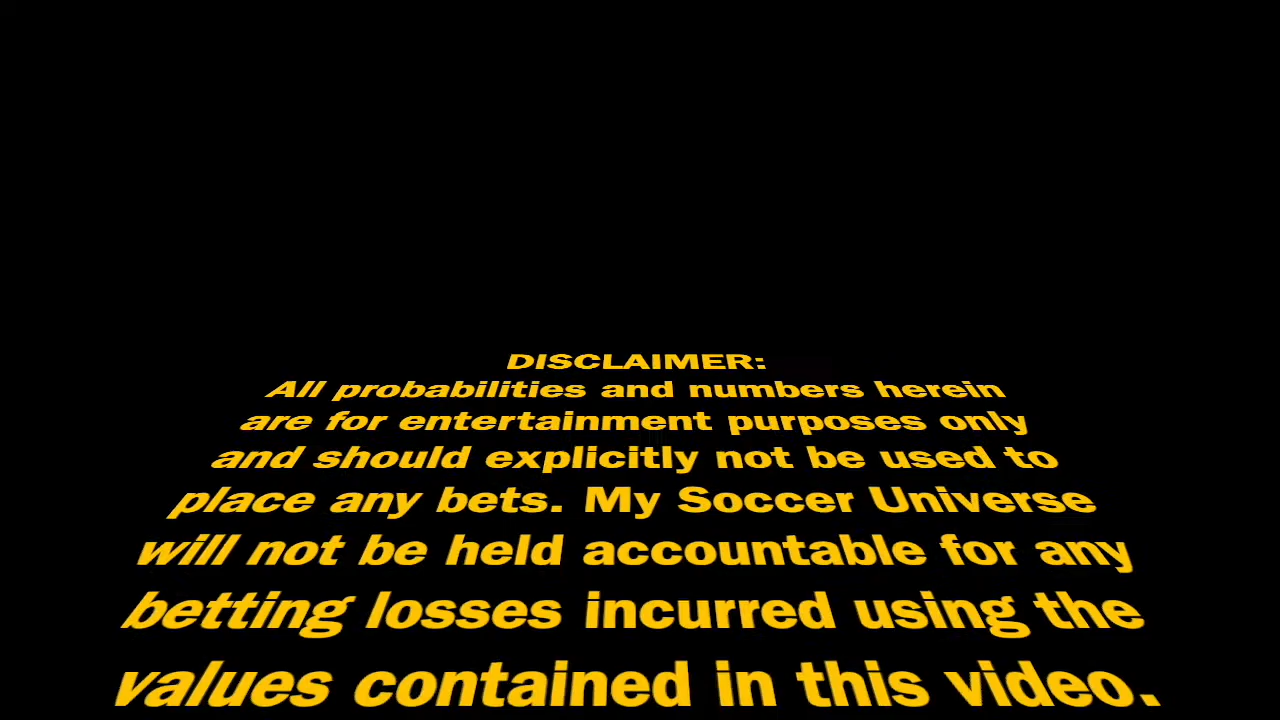 DISCLAIMER:
All probabilities and numbers herein
are for entertainment purposes only
and should explicitly not be used to
place any bets. My Soccer Universe
will not be held accountable for any
betting losses incurred using the
values contained in this video.